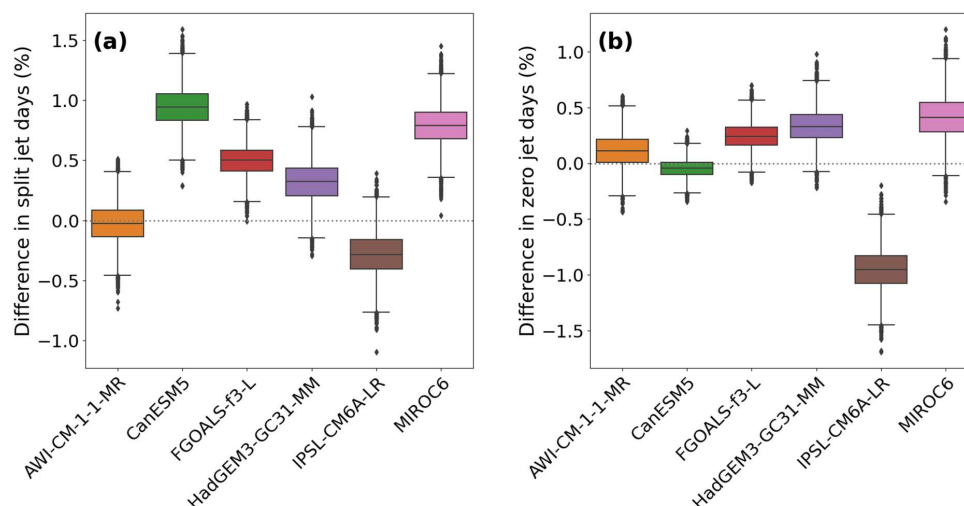 (a)
Difference in split jet days (%)
1.5
1.0
0.5
0.0
−0.5
−1.0
AWI-CM-1-1-MR
CanESM5
FGOALS-f3-L
HadGEM3-GC31-MM
IPSL-CM6A-LR
MIROC6
(b)
Difference in zero jet days (%)
1.0
0.5
0.0
−0.5
−1.0
−1.5
AWI-CM-1-1-MR
CanESM5
FGOALS-f3-L
HadGEM3-GC31-MM
IPSL-CM6A-LR
MIROC6